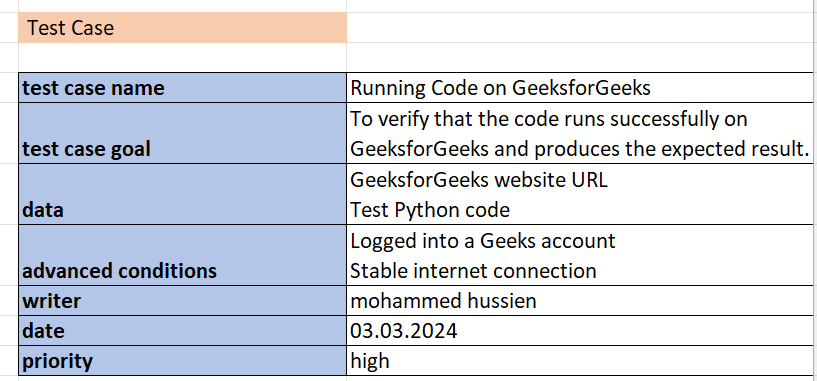 Test Case
test case name Running Code on GeeksforGeeks
To verify that the code runs successfully on
test case goal GeeksforGeeks and produces the expected result.
GeeksforGeeks website URL
data Test Python code
Logged into a Geeks account
advanced conditions Stable internet connection
writer mohammed hussien
date 03.03.2024
priority high